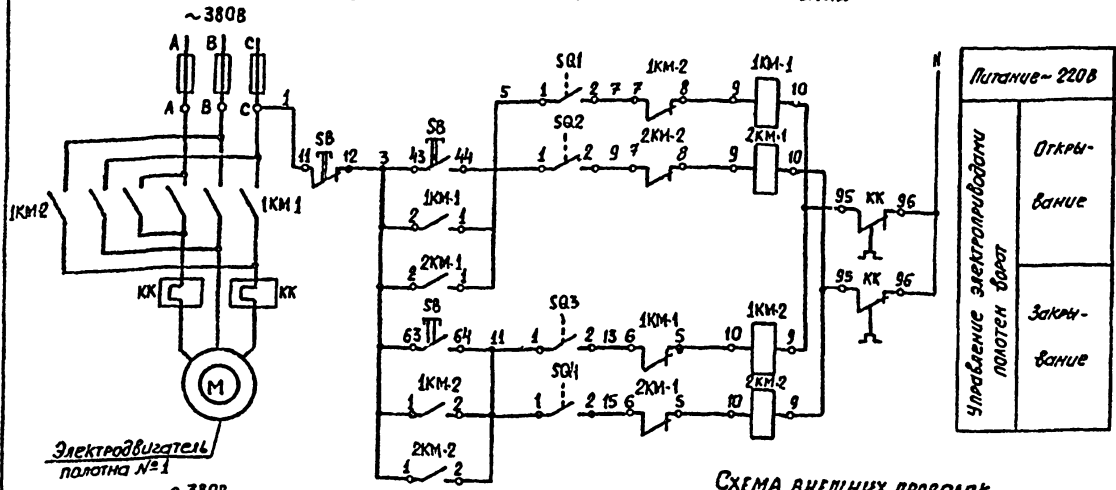 ~380В
А В С
А В С
1
1КМ-2
1КМ1
КК КК
М
Электродвигатель
полотна №1
~380В
SB
11 12
3
SB
43 44
1КМ-1
2 1
2КМ-1
2 1
SB
63 64
11
1КМ-2
1 2
2КМ-2
1 2
5
SQ1
1 2 7 7
1КМ-2
8 9
1КМ-1
10
SQ2
1 2 9 7
2КМ-2
8 9
2КМ-1
10
SQ3
1 2 13 6
1КМ-1
5 10
1КМ-2
9
SQ4
1 2 15 6
2КМ-1
5 10
2КМ-2
9
95 КК 96
95 КК 96
N
Питание ~ 220В
Управление электроприводами
полотен ворот
Откры-
вание
Закры-
вание
Схема внешних проводок